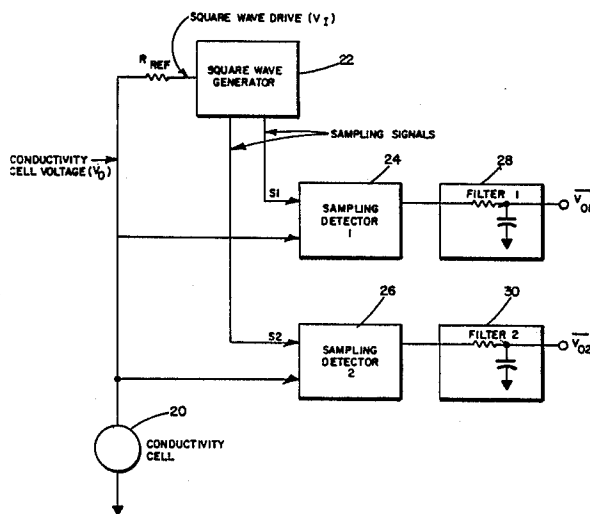 SQUARE WAVE DRIVE (VI)
R REF
SQUARE WAVE
GENERATOR
22
SAMPLING SIGNALS
CONDUCTIVITY
CELL VOLTAGE (VO)
S1
24
SAMPLING
DETECTOR
1
28
FILTER 1
VO1
S2
26
SAMPLING
DETECTOR
2
30
FILTER 2
VO2
20
CONDUCTIVITY
CELL